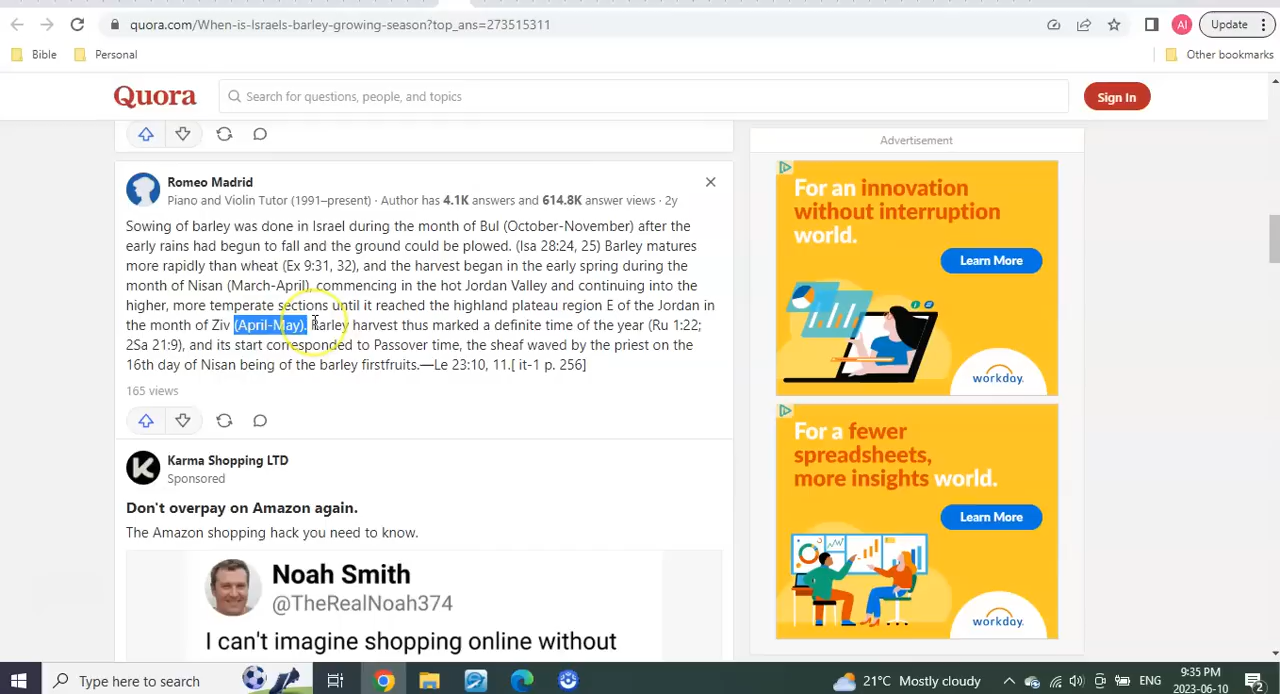 quora.com/When-is-Israels-barley-growing-season?top_ans=273515311
AI
Update
Bible
Personal
Other bookmarks
Quora
Search for questions, people, and topics
Sign In
Advertisement
Romeo Madrid
Piano and Violin Tutor (1991–present) · Author has 4.1K answers and 614.8K answer views · 2y
Sowing of barley was done in Israel during the month of Bul (October-November) after the
early rains had begun to fall and the ground could be plowed. (Isa 28:24, 25) Barley matures
more rapidly than wheat (Ex 9:31, 32), and the harvest began in the early spring during the
month of Nisan (March-April), commencing in the hot Jordan Valley and continuing into the
higher, more temperate sections until it reached the highland plateau region E of the Jordan in
the month of Ziv (April-May). Barley harvest thus marked a definite time of the year (Ru 1:22;
2Sa 21:9), and its start corresponded to Passover time, the sheaf waved by the priest on the
16th day of Nisan being of the barley firstfruits.—Le 23:10, 11.[ it-1 p. 256]
165 views
Karma Shopping LTD
Sponsored
Don't overpay on Amazon again.
The Amazon shopping hack you need to know.
Noah Smith
@TheRealNoah374
I can't imagine shopping online without
For an innovation
without interruption
world.
Learn More
workday.
For a fewer
spreadsheets,
more insights world.
Learn More
workday.
Type here to search
21°C Mostly cloudy
ENG
9:35 PM
2023-06-10
2